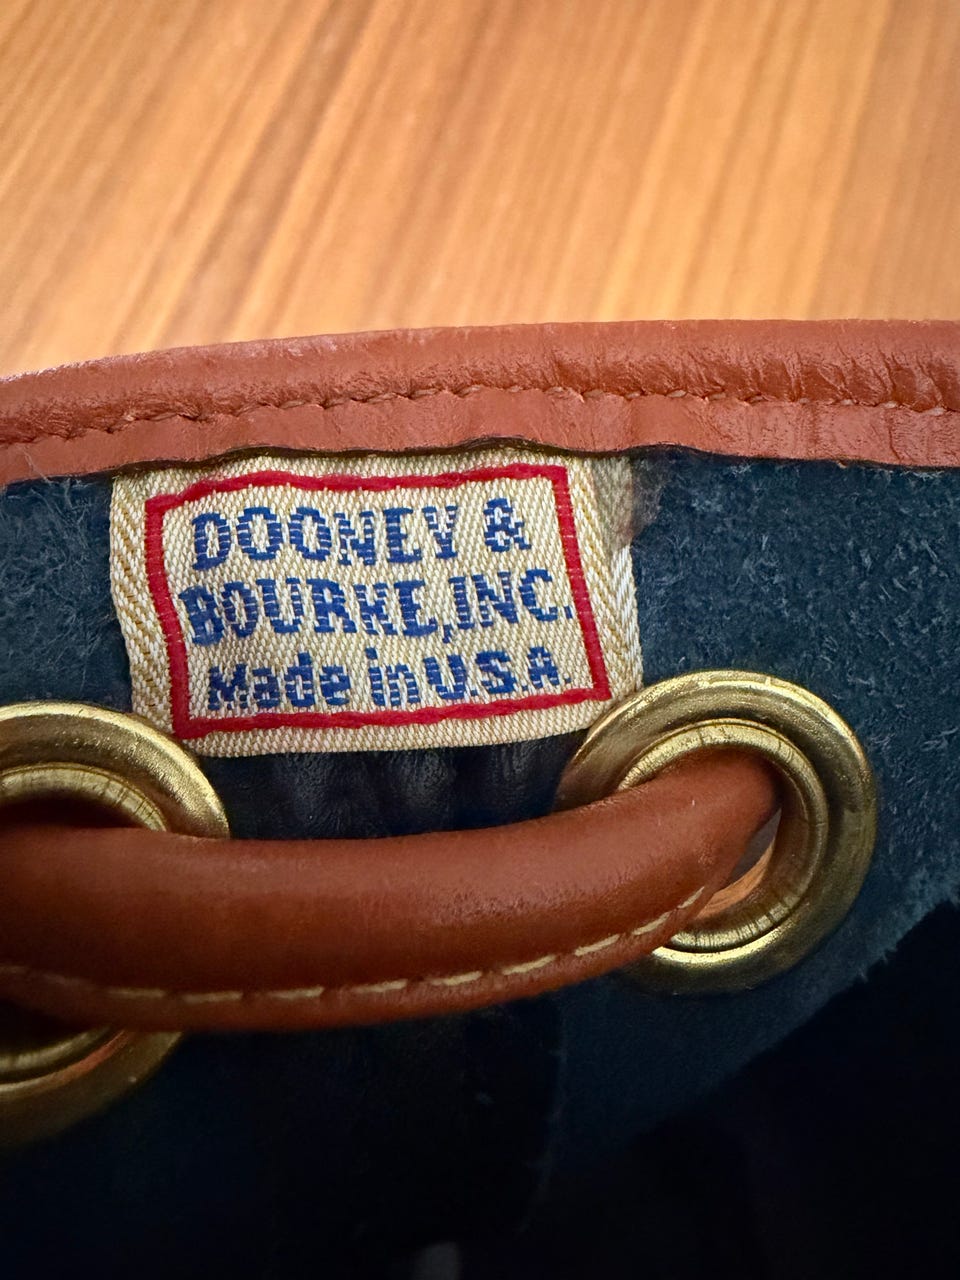 DOONEY &
BOURKE, INC.
Made in U.S.A.